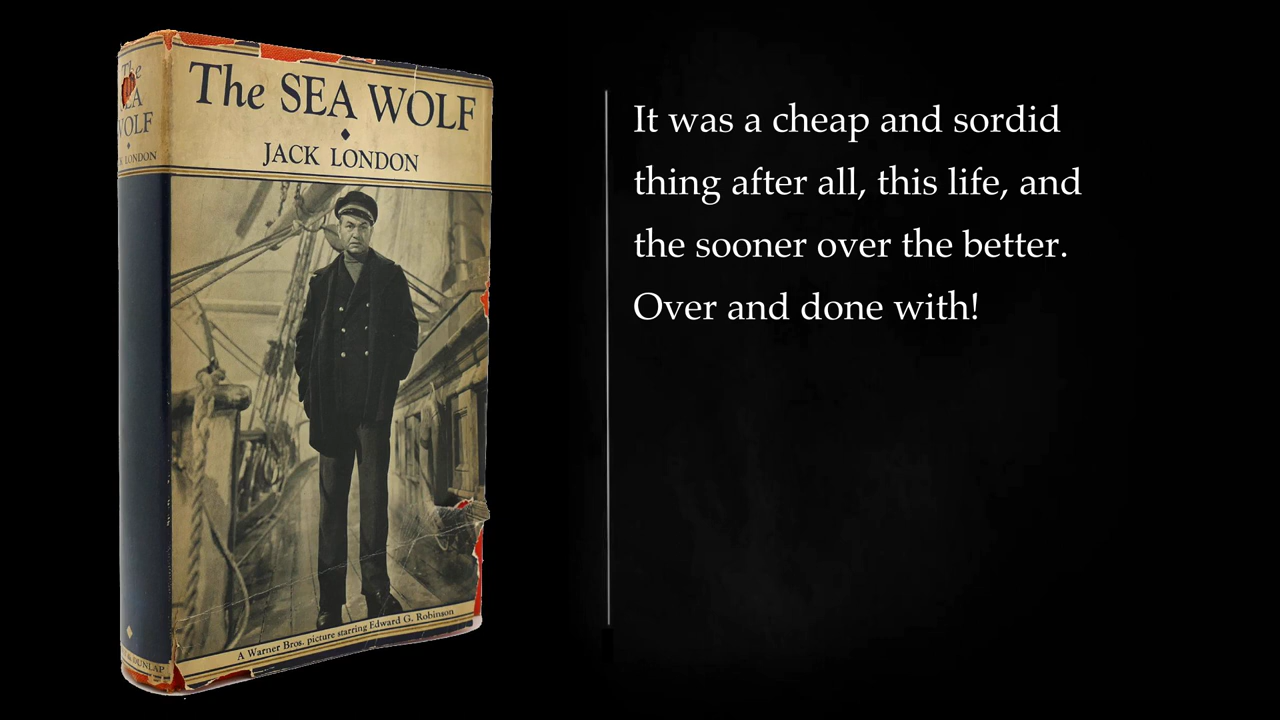 The
SEA
WOLF
LONDON
DUNLAP
The SEA WOLF
JACK LONDON
A Warner Bros. picture starring Edward G. Robinson
It was a cheap and sordid
thing after all, this life, and
the sooner over the better.
Over and done with!